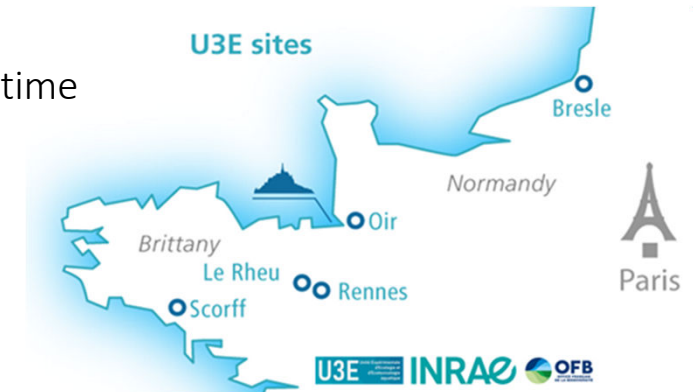 U3E sites
time
Bresle
Normandy
Oir
Brittany
Le Rheu
Rennes
Paris
Scorff
U3E
INRAE
OFB